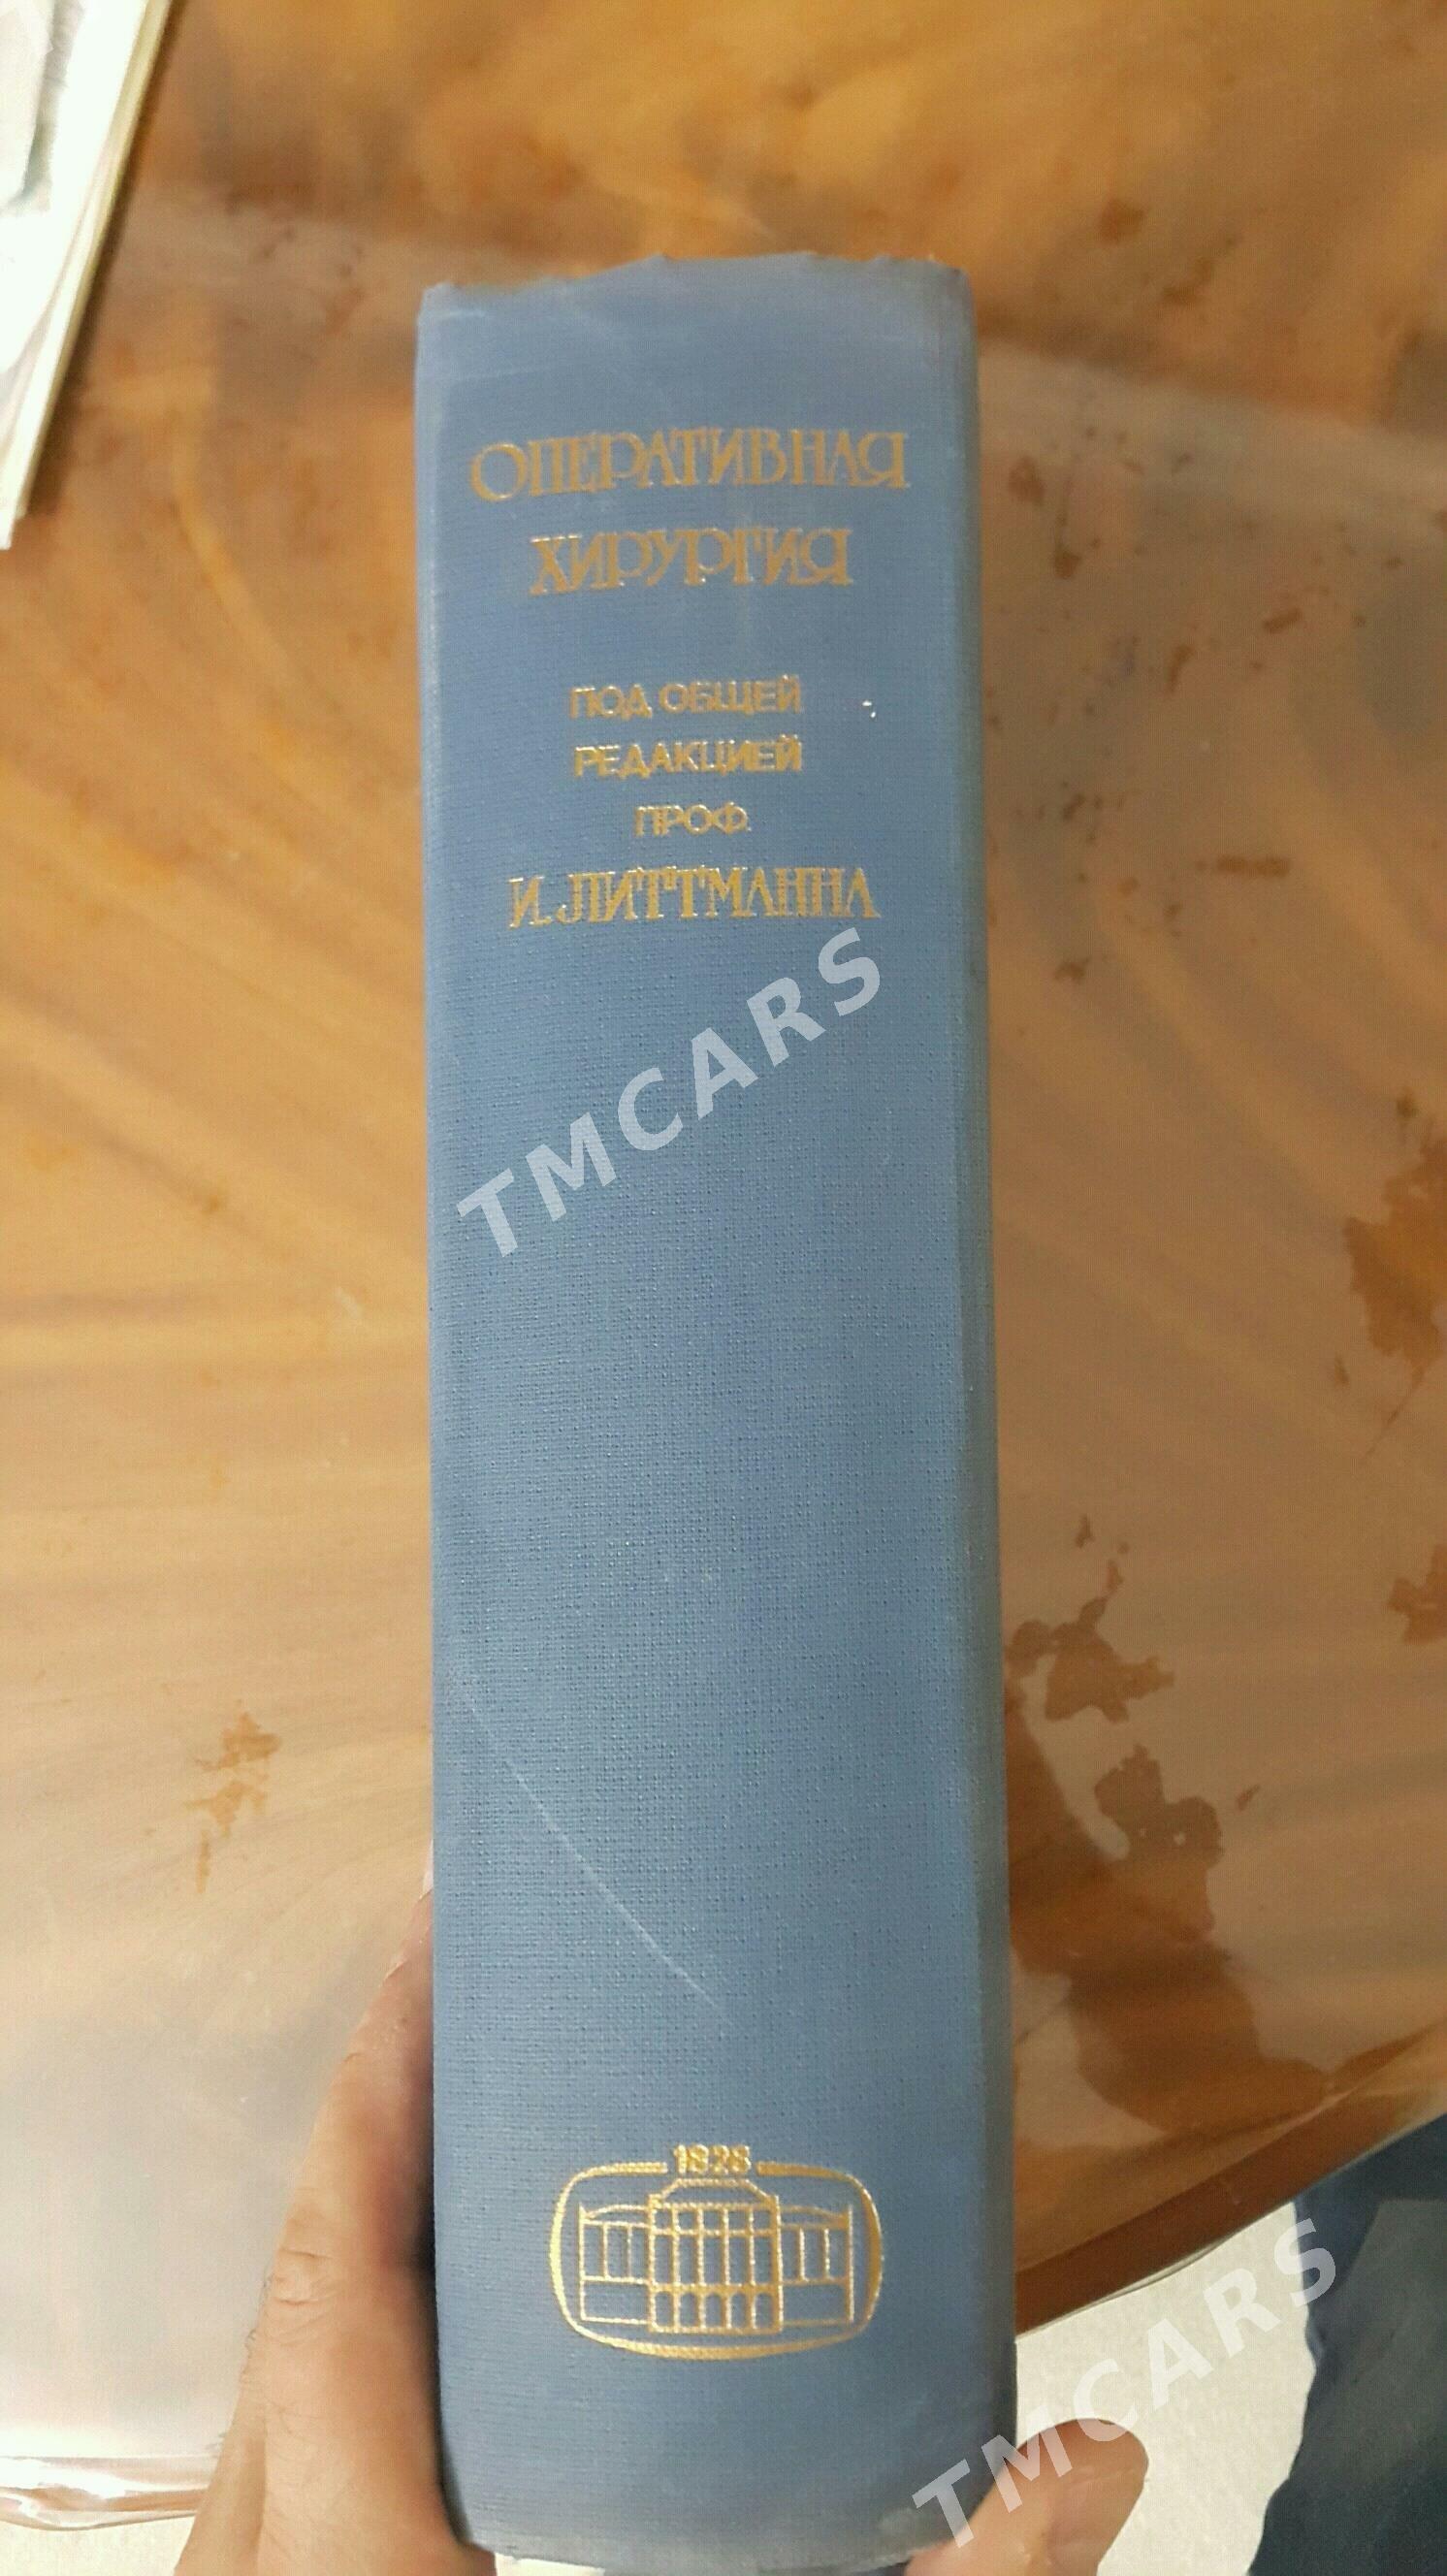 ОПЕРАТИВНАЯ
ХИРУРГИЯ
ПОД ОБЩЕЙ
РЕДАКЦИЕЙ
ПРОФ.
И. ЛИТТМАННА
TMCARS
1828
TMCARS